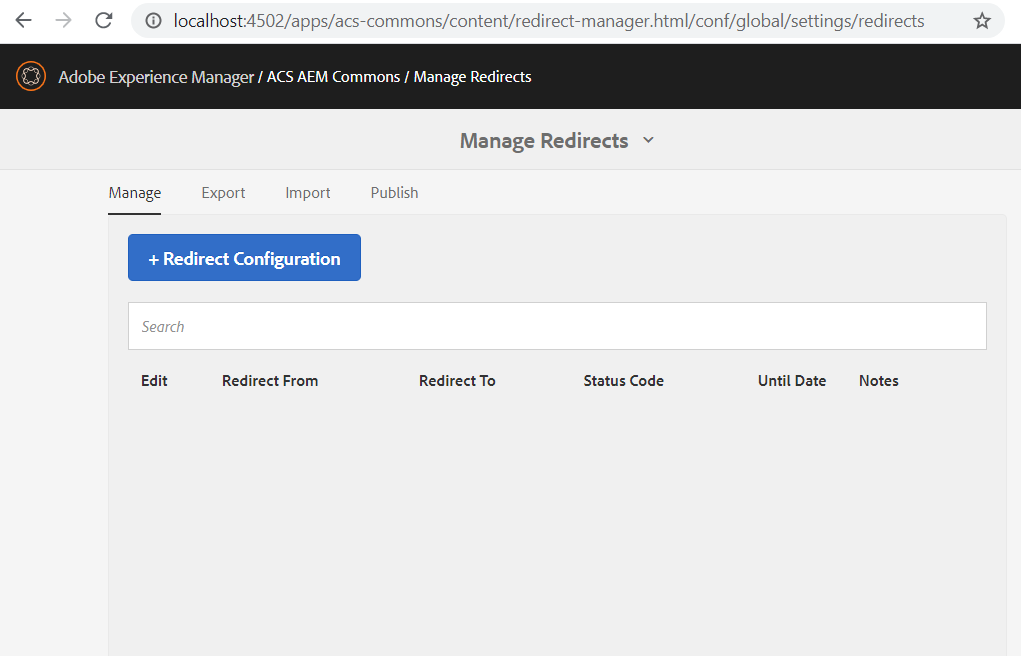 localhost:4502/apps/acs-commons/content/redirect-manager.html/conf/global/settings/redirects
Adobe Experience Manager / ACS AEM Commons / Manage Redirects
Manage Redirects
Manage Export Import Publish
+ Redirect Configuration
Search
Edit Redirect From Redirect To Status Code Until Date Notes